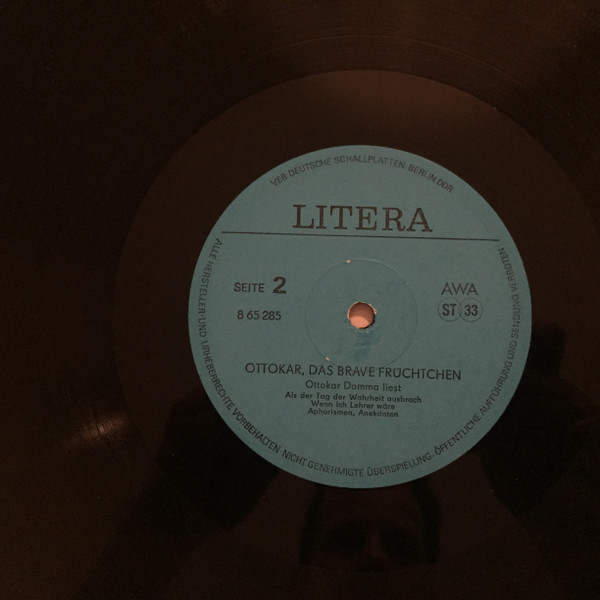 VEB DEUTSCHE SCHALLPLATTEN BERLIN DDR
LITERA
SEITE 2
8 65 285
AWA
ST 33
OTTOKAR, DAS BRAVE FRÜCHTCHEN
Ottokar Domma liest
Als der Tag der Wahrheit ausbrach
Wenn ich Lehrer wäre
Aphorismen, Anekdoten
ALLE HERSTELLER- UND URHEBERRECHTE VORBEHALTEN. NICHT GENEHMIGTE ÜBERSPIELUNG, ÖFFENTLICHE AUFFÜHRUNG UND SENDUNG VERBOTEN